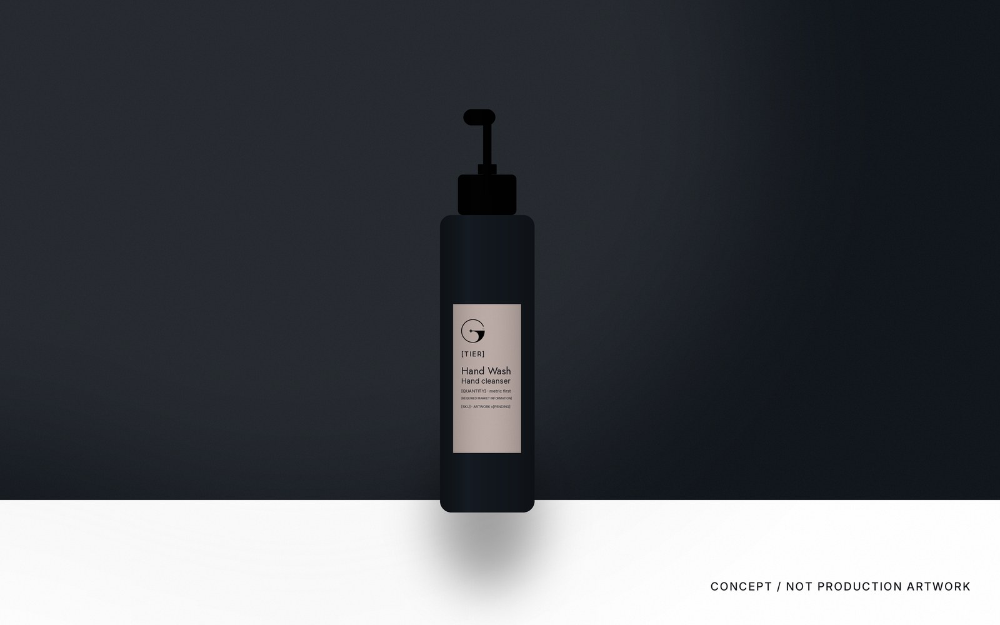 [TIER]
Hand Wash
Hand cleanser
[QUANTITY] · metric first
[REQUIRED MARKET INFORMATION]
[SKU] · ARTWORK v[PENDING]
CONCEPT / NOT PRODUCTION ARTWORK